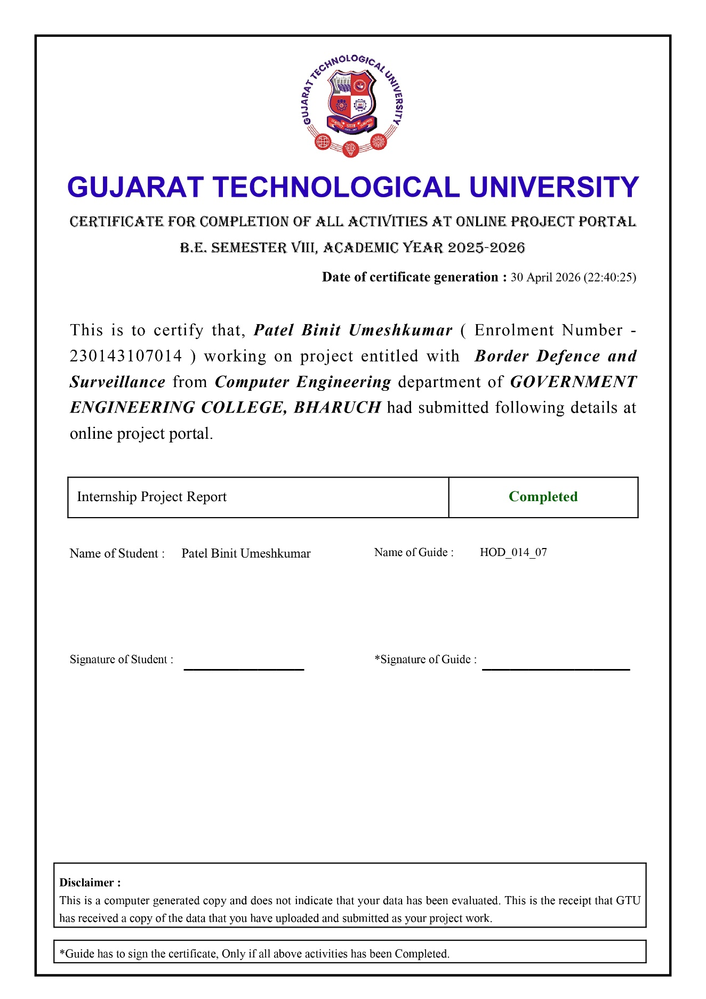 GUJARAT TECHNOLOGICAL UNIVERSITY
GUJARAT TECHNOLOGICAL UNIVERSITY
CERTIFICATE FOR COMPLETION OF ALL ACTIVITIES AT ONLINE PROJECT PORTAL
B.E. SEMESTER VIII, ACADEMIC YEAR 2025-2026
Date of certificate generation : 30 April 2026 (22:40:25)
This is to certify that, Patel Binit Umeshkumar ( Enrolment Number -
230143107014 ) working on project entitled with Border Defence and
Surveillance from Computer Engineering department of GOVERNMENT
ENGINEERING COLLEGE, BHARUCH had submitted following details at
online project portal.
Internship Project Report Completed
Name of Student : Patel Binit Umeshkumar Name of Guide : HOD_014_07
Signature of Student : *Signature of Guide :
Disclaimer :
This is a computer generated copy and does not indicate that your data has been evaluated. This is the receipt that GTU
has received a copy of the data that you have uploaded and submitted as your project work.
*Guide has to sign the certificate, Only if all above activities has been Completed.